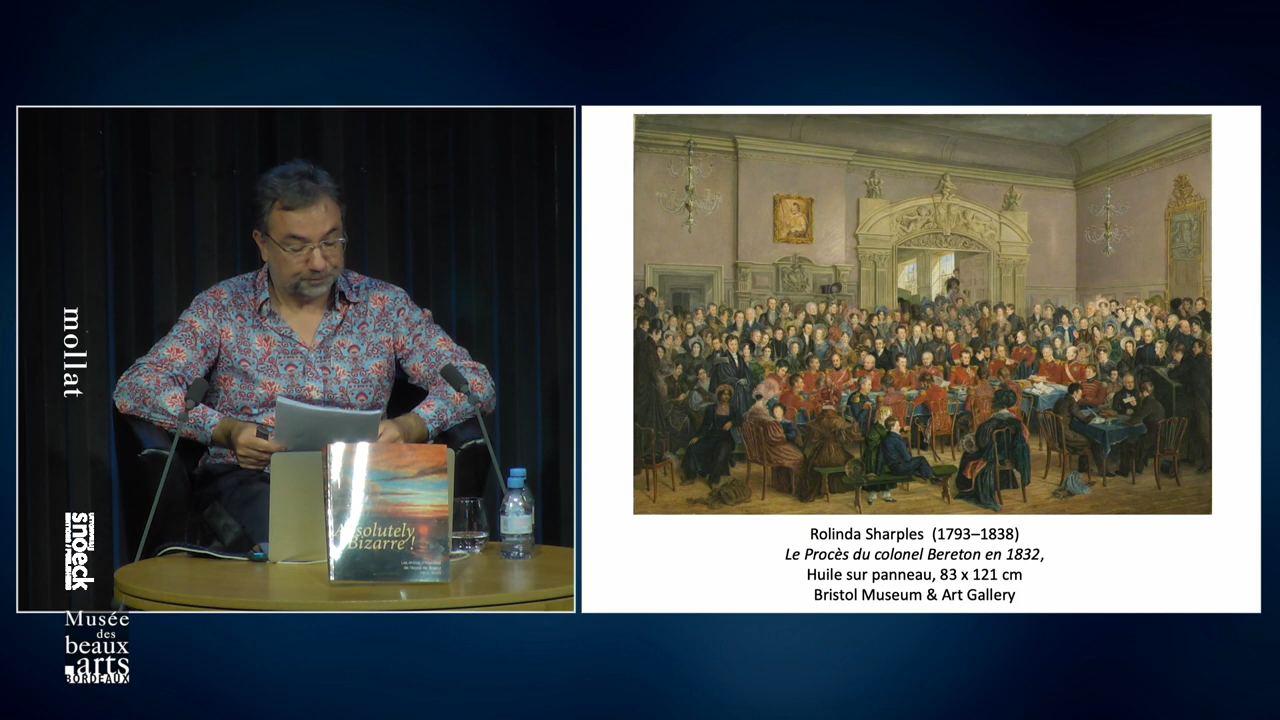 mollat
snoeck
Musée
des
beaux
.arts
BORDEAUX
Absolutely
Bizarre !
Rolinda Sharples (1793–1838)
Le Procès du colonel Bereton en 1832,
Huile sur panneau, 83 x 121 cm
Bristol Museum & Art Gallery